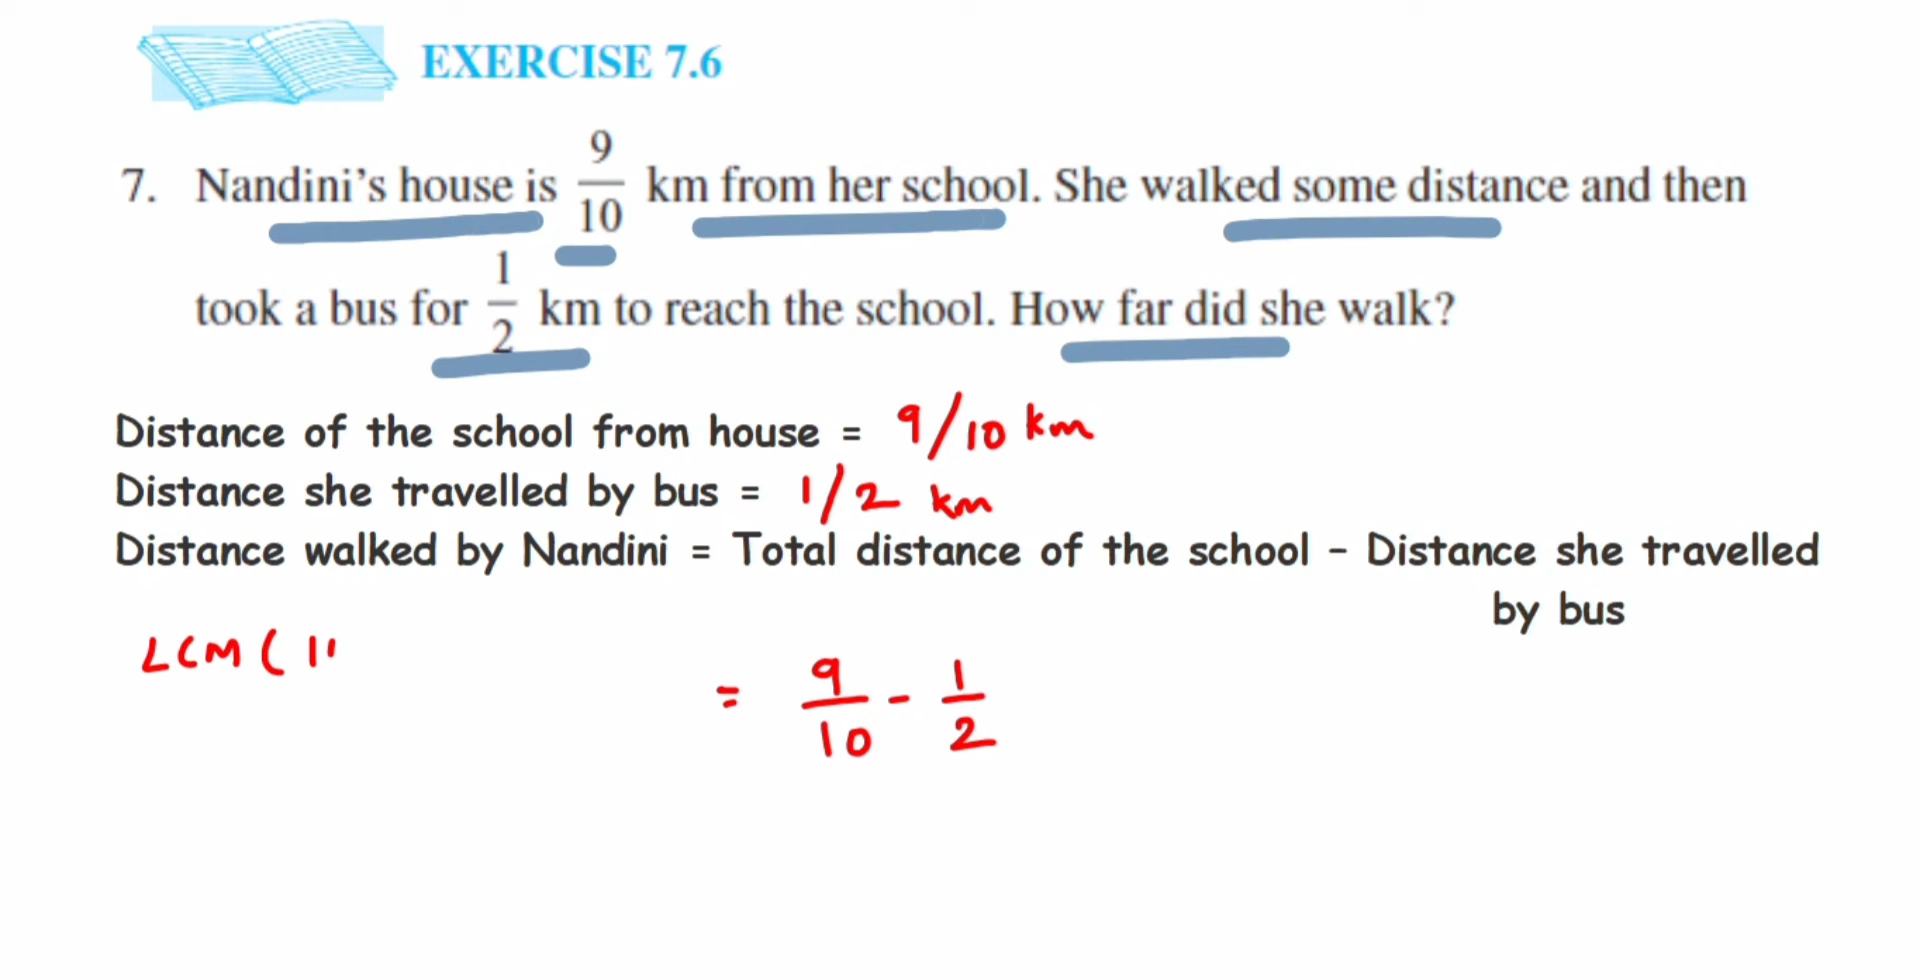 EXERCISE 7.6
7. Nandini's house is 9/10 km from her school. She walked some distance and then
took a bus for 1/2 km to reach the school. How far did she walk?
Distance of the school from house = 9/10 km
Distance she travelled by bus = 1/2 km
Distance walked by Nandini = Total distance of the school - Distance she travelled
by bus
LCM (
= 9/10 - 1/2